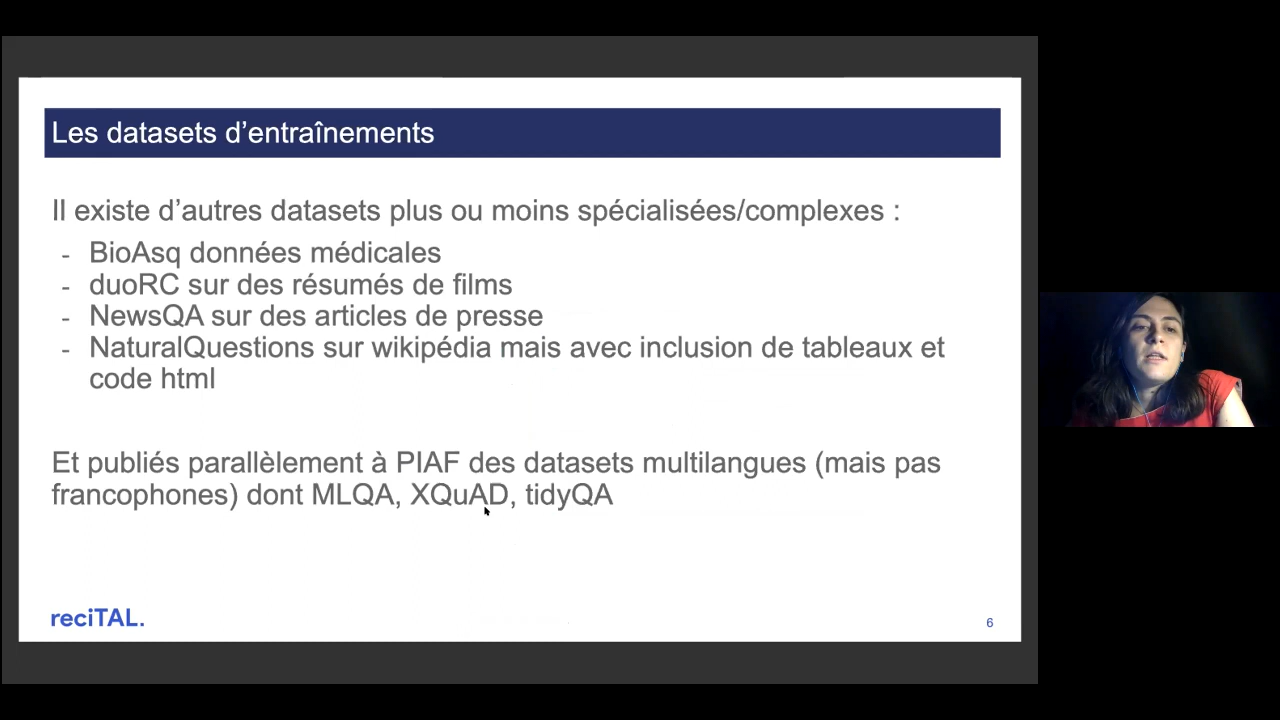 Les datasets d’entraînements
Il existe d’autres datasets plus ou moins spécialisées/complexes :
- BioAsq données médicales
- duoRC sur des résumés de films
- NewsQA sur des articles de presse
- NaturalQuestions sur wikipédia mais avec inclusion de tableaux et
code html
Et publiés parallèlement à PIAF des datasets multilangues (mais pas
francophones) dont MLQA, XQuAD, tidyQA
reciTAL.
6